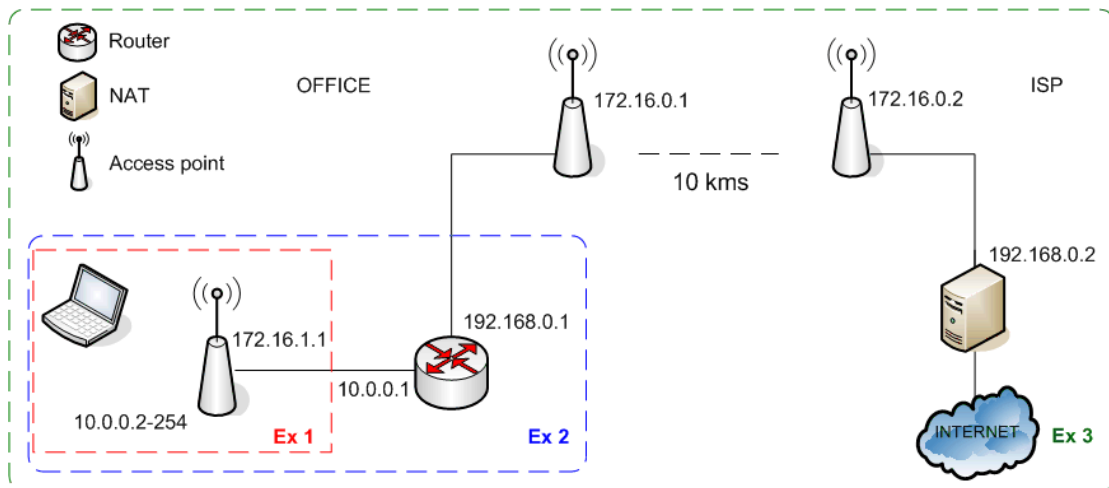 Router
NAT
Access point
OFFICE
172.16.0.1
10 kms
172.16.0.2
ISP
192.168.0.2
192.168.0.1
172.16.1.1
10.0.0.1
10.0.0.2-254
Ex 1
Ex 2
INTERNET
Ex 3